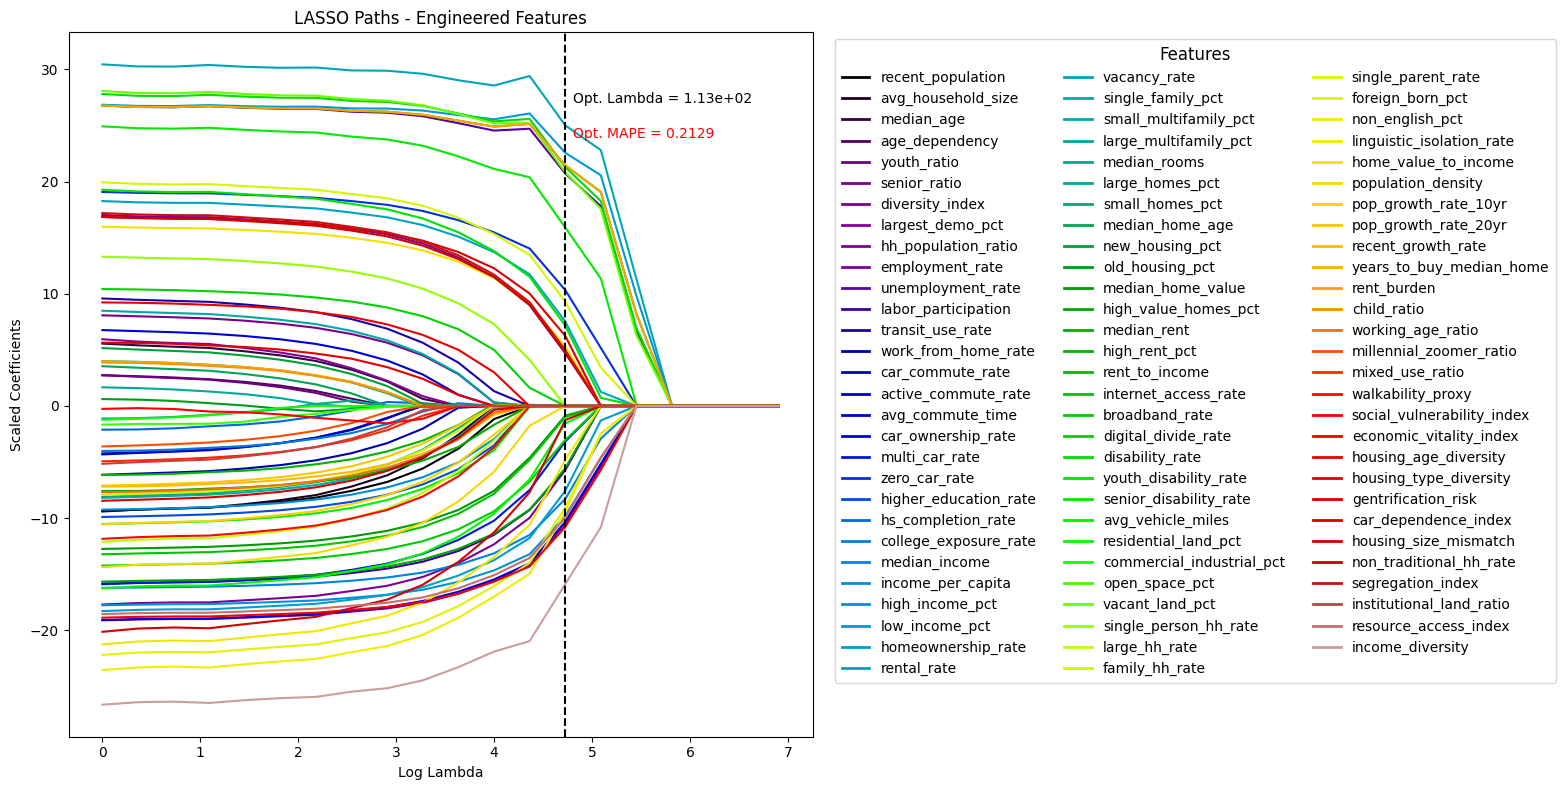 LASSO Paths - Engineered Features
Scaled Coefficients
30
20
10
0
−10
−20
Opt. Lambda = 1.13e+02
Opt. MAPE = 0.2129
0
1
2
3
4
5
6
7
Log Lambda
Features
recent_population
avg_household_size
median_age
age_dependency
youth_ratio
senior_ratio
diversity_index
largest_demo_pct
hh_population_ratio
employment_rate
unemployment_rate
labor_participation
transit_use_rate
work_from_home_rate
car_commute_rate
active_commute_rate
avg_commute_time
car_ownership_rate
multi_car_rate
zero_car_rate
higher_education_rate
hs_completion_rate
college_exposure_rate
median_income
income_per_capita
high_income_pct
low_income_pct
homeownership_rate
rental_rate
vacancy_rate
single_family_pct
small_multifamily_pct
large_multifamily_pct
median_rooms
large_homes_pct
small_homes_pct
median_home_age
new_housing_pct
old_housing_pct
median_home_value
high_value_homes_pct
median_rent
high_rent_pct
rent_to_income
internet_access_rate
broadband_rate
digital_divide_rate
disability_rate
youth_disability_rate
senior_disability_rate
avg_vehicle_miles
residential_land_pct
commercial_industrial_pct
open_space_pct
vacant_land_pct
single_person_hh_rate
large_hh_rate
family_hh_rate
single_parent_rate
foreign_born_pct
non_english_pct
linguistic_isolation_rate
home_value_to_income
population_density
pop_growth_rate_10yr
pop_growth_rate_20yr
recent_growth_rate
years_to_buy_median_home
rent_burden
child_ratio
working_age_ratio
millennial_zoomer_ratio
mixed_use_ratio
walkability_proxy
social_vulnerability_index
economic_vitality_index
housing_age_diversity
housing_type_diversity
gentrification_risk
car_dependence_index
housing_size_mismatch
non_traditional_hh_rate
segregation_index
institutional_land_ratio
resource_access_index
income_diversity